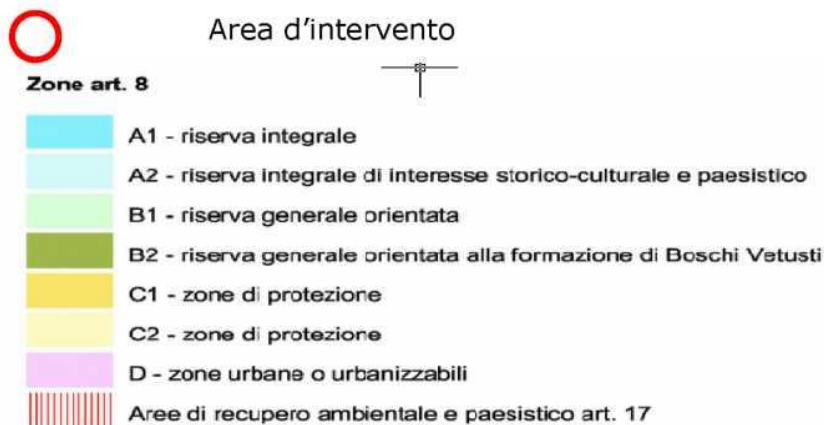 Area d'intervento
Zone art. 8
A1 - riserva integrale
A2 - riserva integrale di interesse storico-culturale e paesistico
B1 - riserva generale orientata
B2 - riserva generale orientata alla formazione di Boschi Vetusti
C1 - zone di protezione
C2 - zone di protezione
D - zone urbane o urbanizzabili
Aree di recupero ambientale e paesistico art. 17